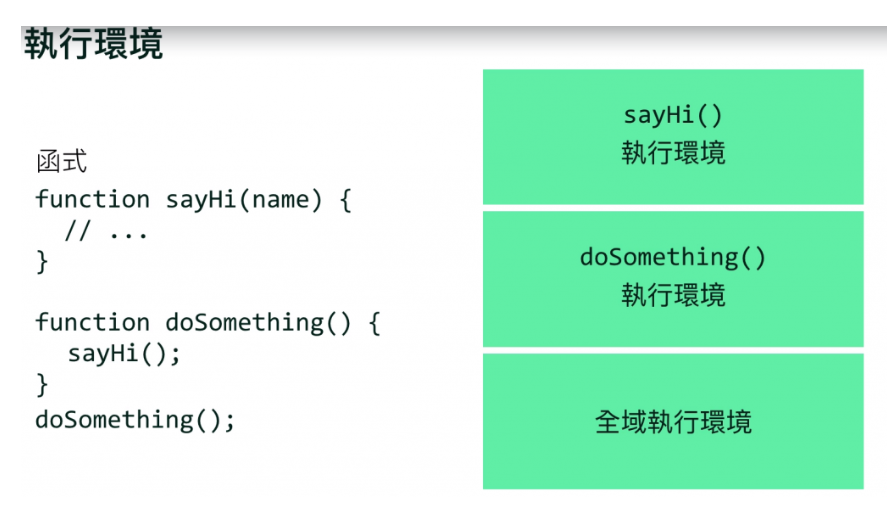 執行環境
函式
function sayHi(name) {
// ...
}
function doSomething() {
sayHi();
}
doSomething();
sayHi()
執行環境
doSomething()
執行環境
全域執行環境